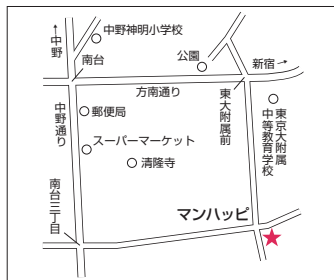 ↑中野
中野神明小学校
公園
新宿→
南台
方南通り
中野通り
郵便局
東大附属前
東京大附属
中等教育学校
スーパーマーケット
清隆寺
南台三丁目
マンハッピ